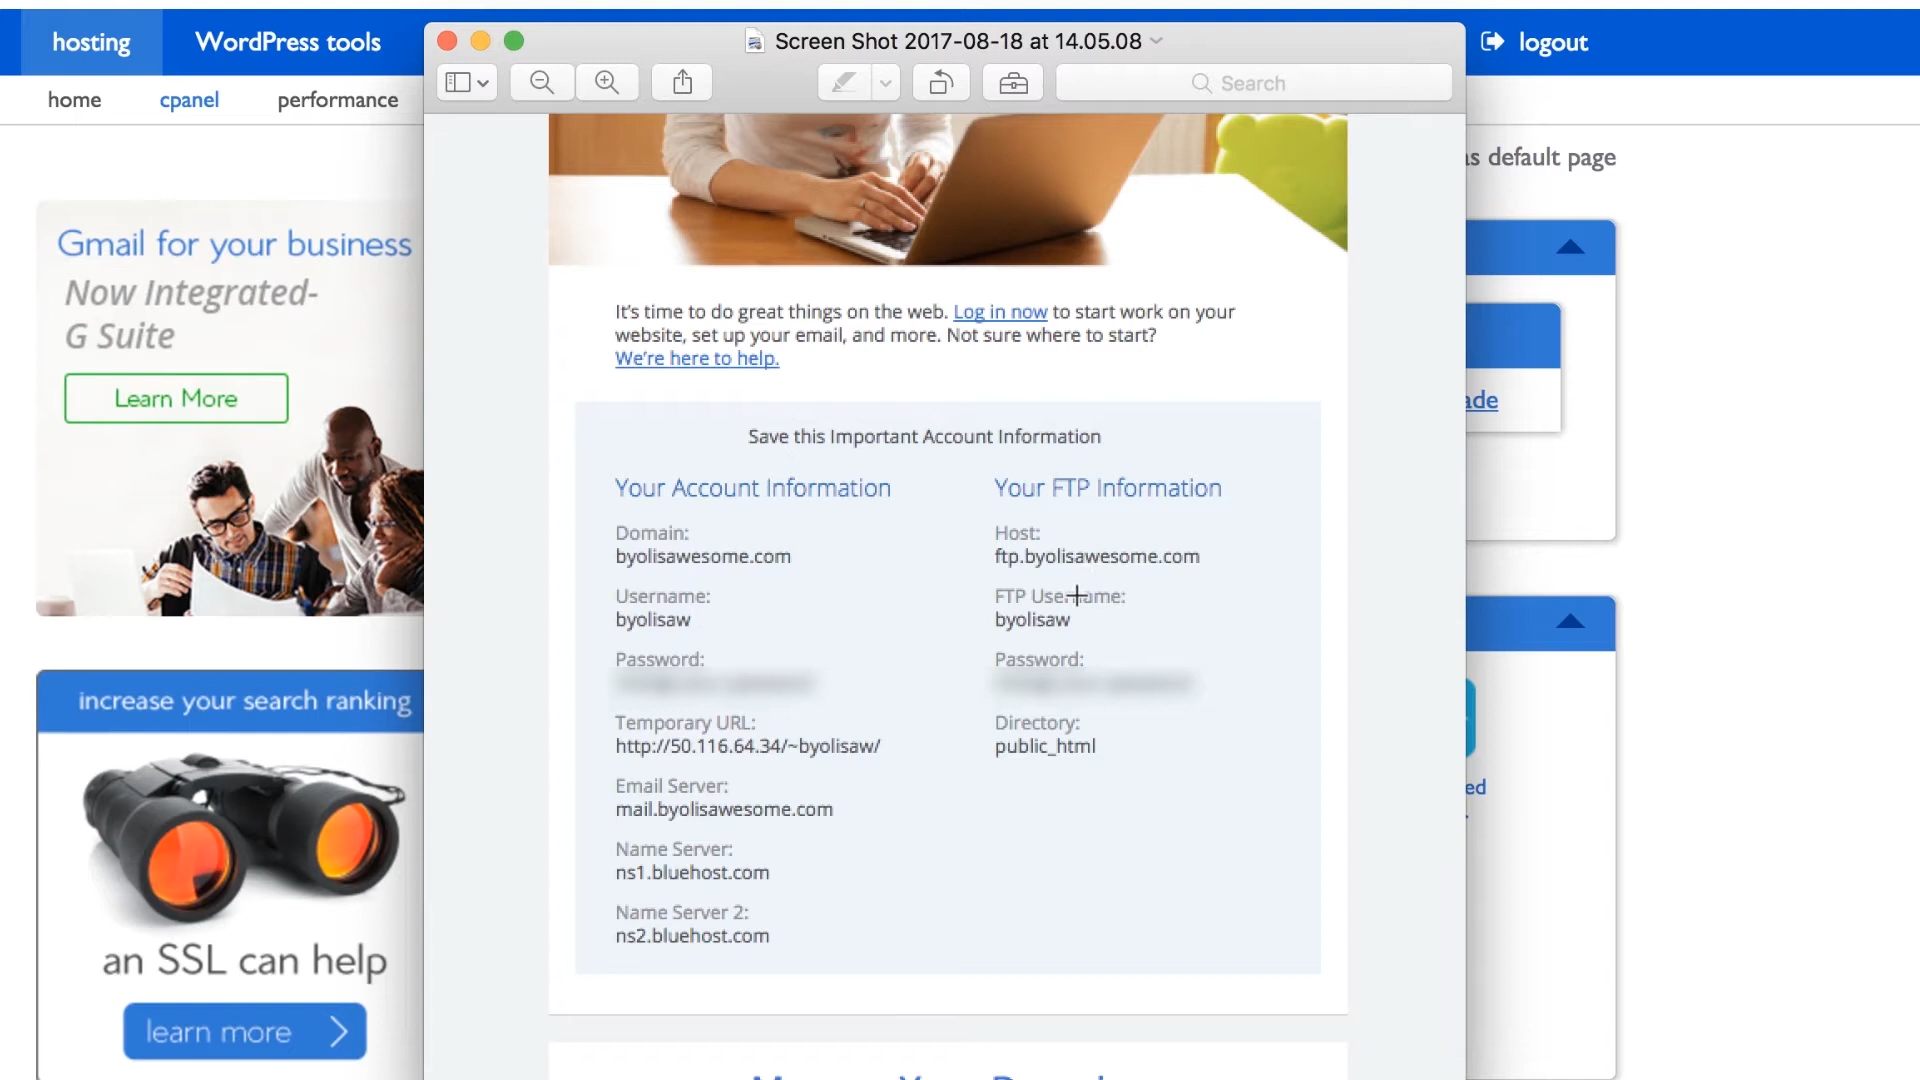 hosting
WordPress tools
Screen Shot 2017-08-18 at 14.05.08
logout
Search
home
cpanel
performance
as default page
Gmail for your business
Now Integrated-
G Suite
Learn More
It's time to do great things on the web. Log in now to start work on your
website, set up your email, and more. Not sure where to start?
We're here to help.
Save this Important Account Information
Your Account Information
Domain:
byolisawesome.com
Username:
byolisaw
Password:
Temporary URL:
http://50.116.64.34/~byolisaw/
Email Server:
mail.byolisawesome.com
Name Server:
ns1.bluehost.com
Name Server 2:
ns2.bluehost.com
Your FTP Information
Host:
ftp.byolisawesome.com
FTP Username:
byolisaw
Password:
Directory:
public_html
ade
ed
increase your search ranking
an SSL can help
learn more